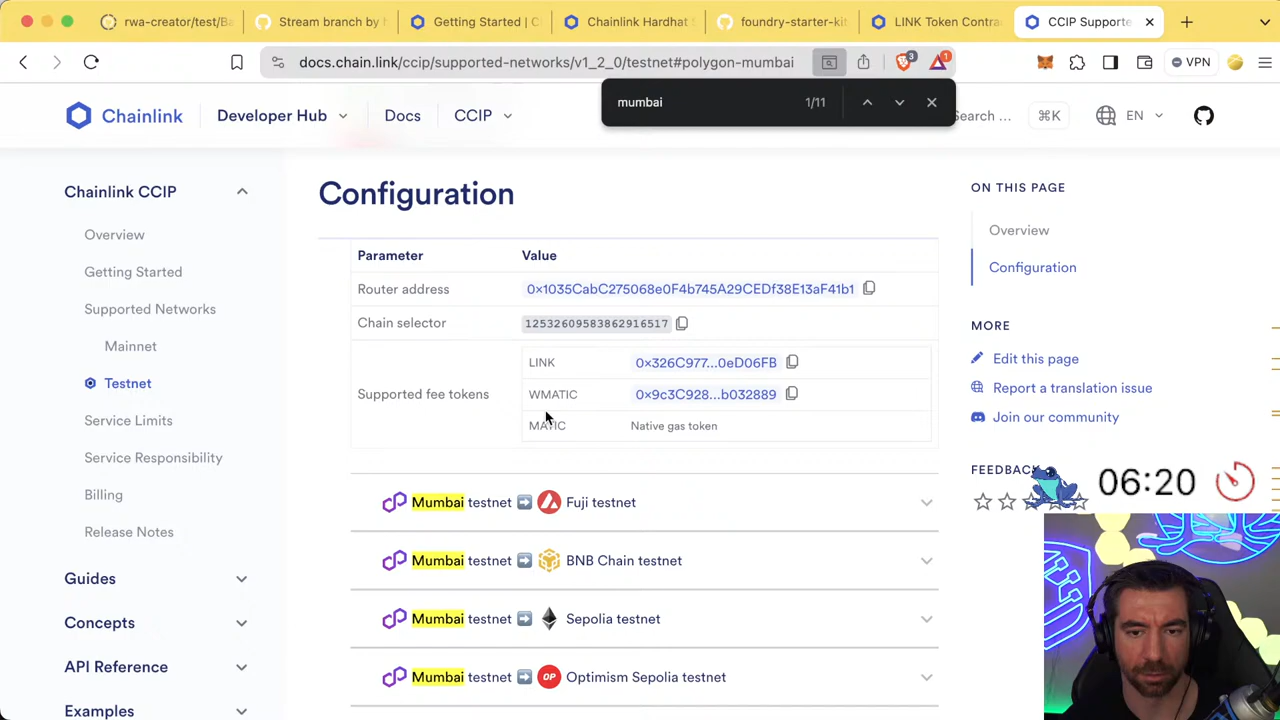 rwa-creator/test/Ba
Stream branch by
Getting Started | C
Chainlink Hardhat
foundry-starter-ki
LINK Token Contra
CCIP Supporte
docs.chain.link/ccip/supported-networks/v1_2_0/testnet#polygon-mumbai
3
1
VPN
mumbai
1/11
Chainlink
Developer Hub
Docs
CCIP
Search ...
⌘K
EN
Chainlink CCIP
Overview
Getting Started
Supported Networks
Mainnet
Testnet
Service Limits
Service Responsibility
Billing
Release Notes
Guides
Concepts
API Reference
Examples
Configuration
Parameter Value
Router address 0x1035CabC275068e0F4b745A29CEDf38E13aF41b1
Chain selector 12532609583862916517
Supported fee tokens
LINK 0x326C977...0eD06FB
WMATIC 0x9c3C928...b032889
MATIC Native gas token
Mumbai testnet ➡ Fuji testnet
Mumbai testnet ➡ BNB Chain testnet
Mumbai testnet ➡ Sepolia testnet
Mumbai testnet ➡ OP Optimism Sepolia testnet
ON THIS PAGE
Overview
Configuration
MORE
Edit this page
Report a translation issue
Join our community
FEEDBACK
06:20